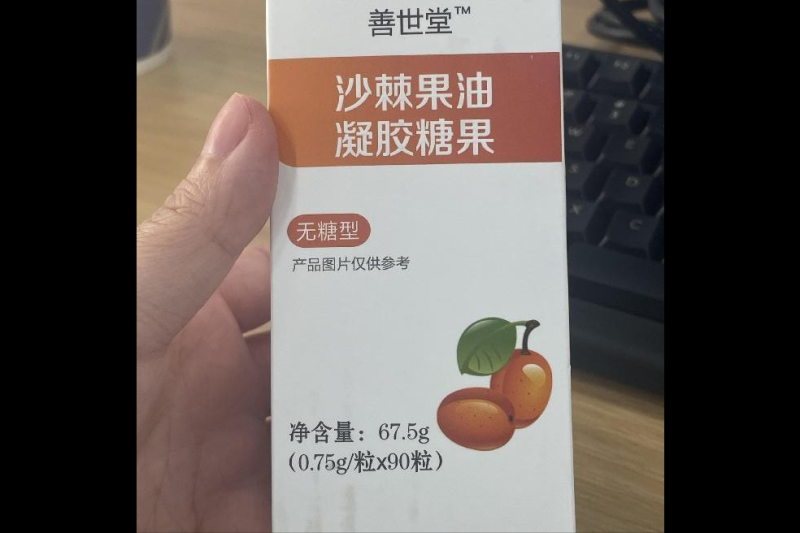 善世堂™
沙棘果油
凝胶糖果
无糖型
产品图片仅供参考
净含量：67.5g
(0.75g/粒x90粒)